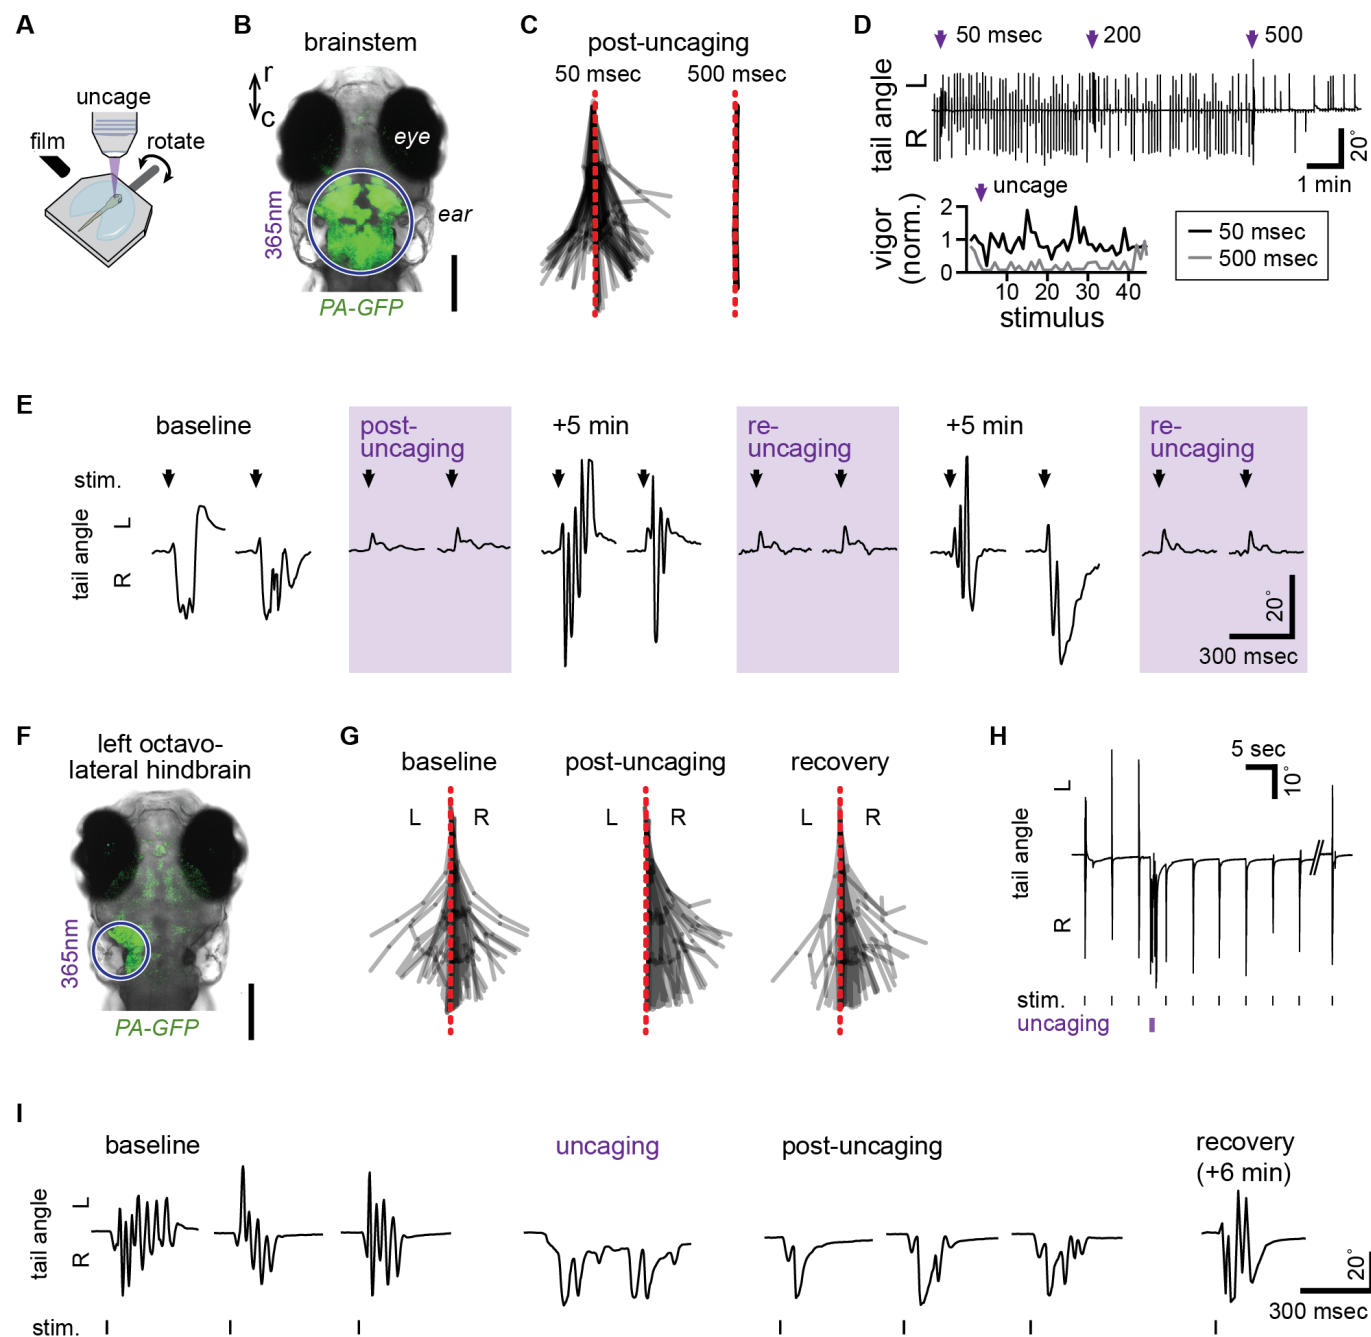 A
uncage
film
rotate
B
brainstem
r
c
eye
ear
365nm
PA-GFP
C
post-uncaging
50 msec
500 msec
D
50 msec
200
500
tail angle
L
R
20°
1 min
uncage
vigor
(norm.)
2
1
0
10
20
30
40
stimulus
50 msec
500 msec
E
baseline
post-
uncaging
+5 min
re-
uncaging
+5 min
re-
uncaging
stim.
tail angle
L
R
20°
300 msec
F
left octavo-
lateral hindbrain
365nm
PA-GFP
G
baseline
post-uncaging
recovery
L
R
L
R
L
R
H
5 sec
10°
tail angle
L
R
stim.
uncaging
I
baseline
uncaging
post-uncaging
recovery
(+6 min)
tail angle
L
R
20°
300 msec
stim.